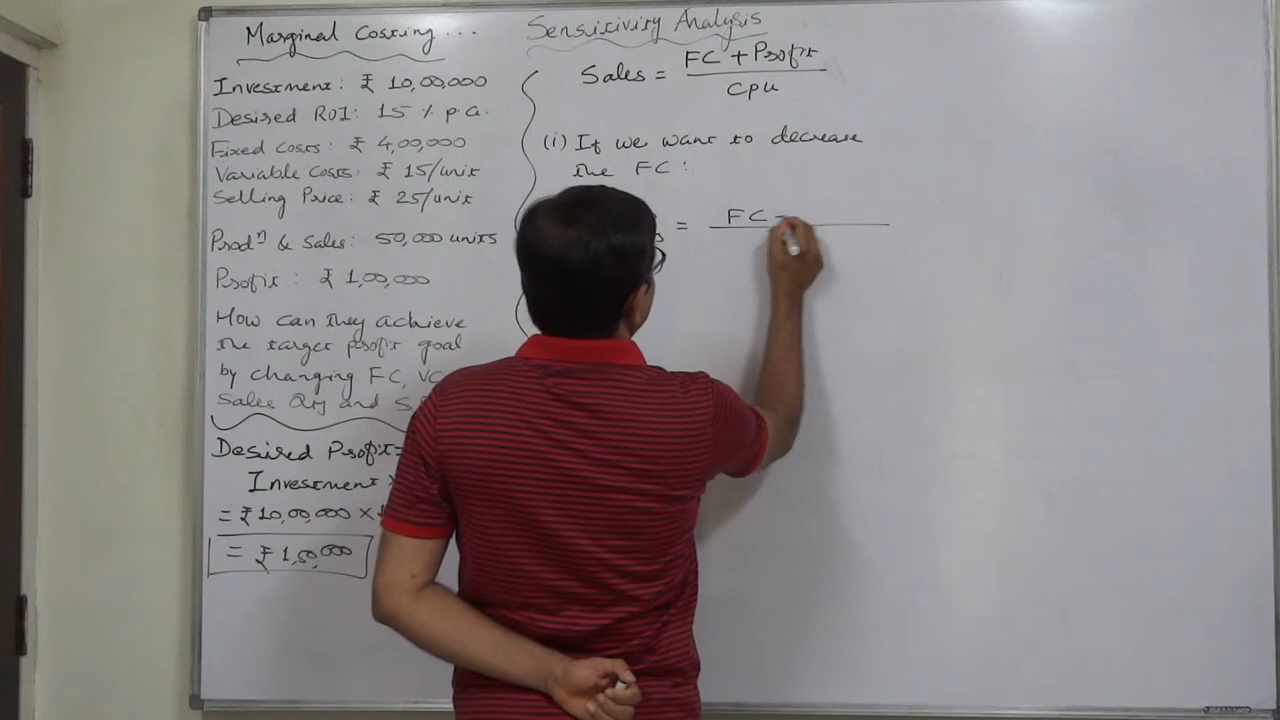 Marginal Costing ...
Investment: ₹ 10,00,000
Desired ROI: 15 % p.a.
Fixed Costs: ₹ 4,00,000
Variable Costs: ₹ 15/unit
Selling Price: ₹ 25/unit
Prodⁿ & Sales: 50,000 units
Profit: ₹ 1,00,000
How can they achieve
the target profit goal
by changing FC, VC
Sales Qty and S
Desired Profit =
Investment ×
= ₹ 10,00,000 ×
= ₹ 1,50,000
Sensitivity Analysis
Sales = FC + Profit
Cpu
(i) If we want to decrease
the FC:
= FC -